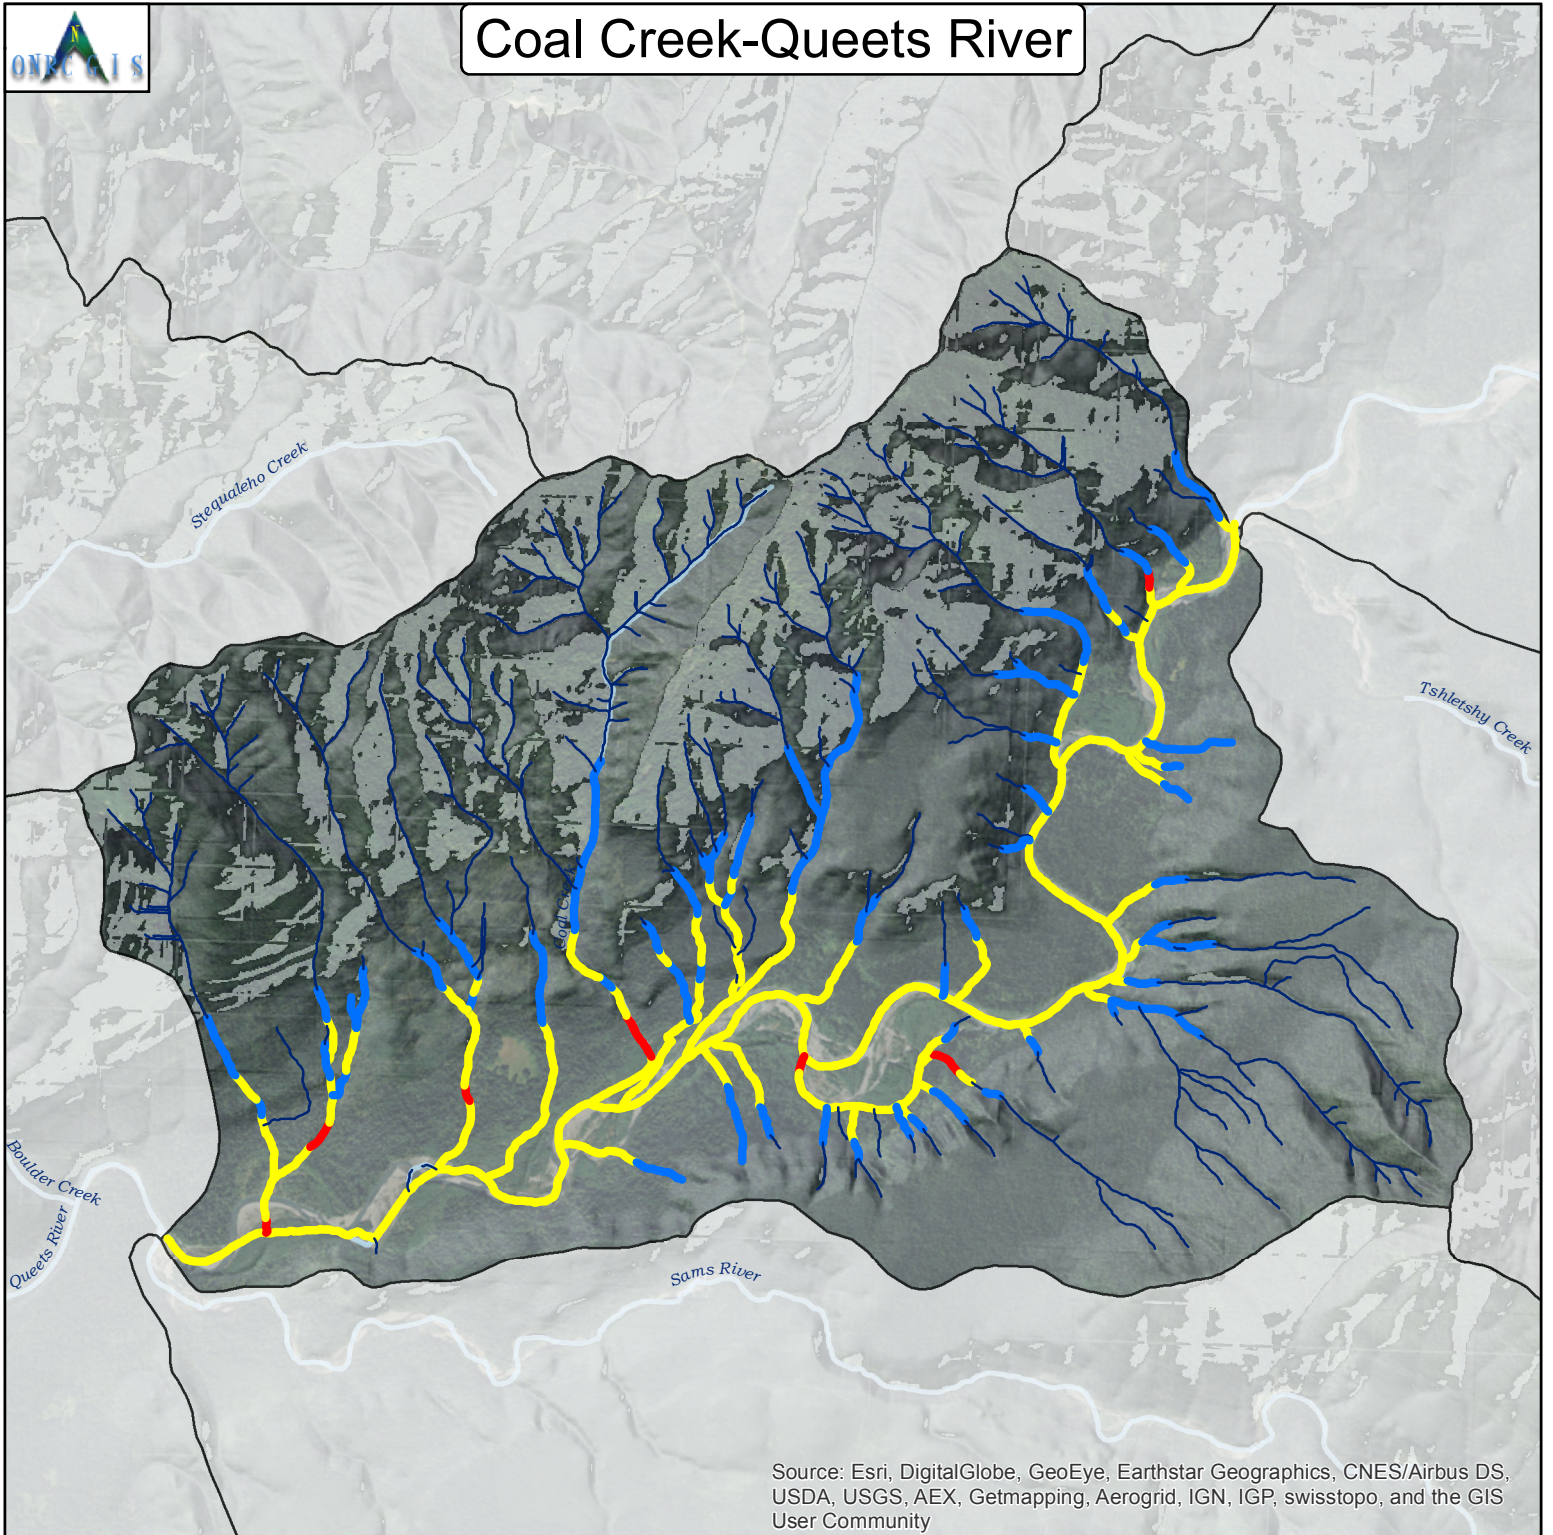 Coal Creek-Queets River
N
ONRC GIS
Stequaleho Creek
Tshletshy Creek
Coal Creek
Boulder Creek
Queets River
Sams River
Source: Esri, DigitalGlobe, GeoEye, Earthstar Geographics, CNES/Airbus DS,
USDA, USGS, AEX, Getmapping, Aerogrid, IGN, IGP, swisstopo, and the GIS
User Community